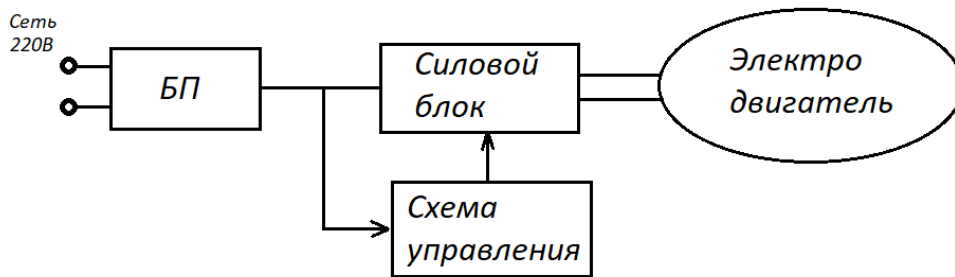 Сеть
220В
БП
Силовой
блок
Электро
двигатель
Схема
управления